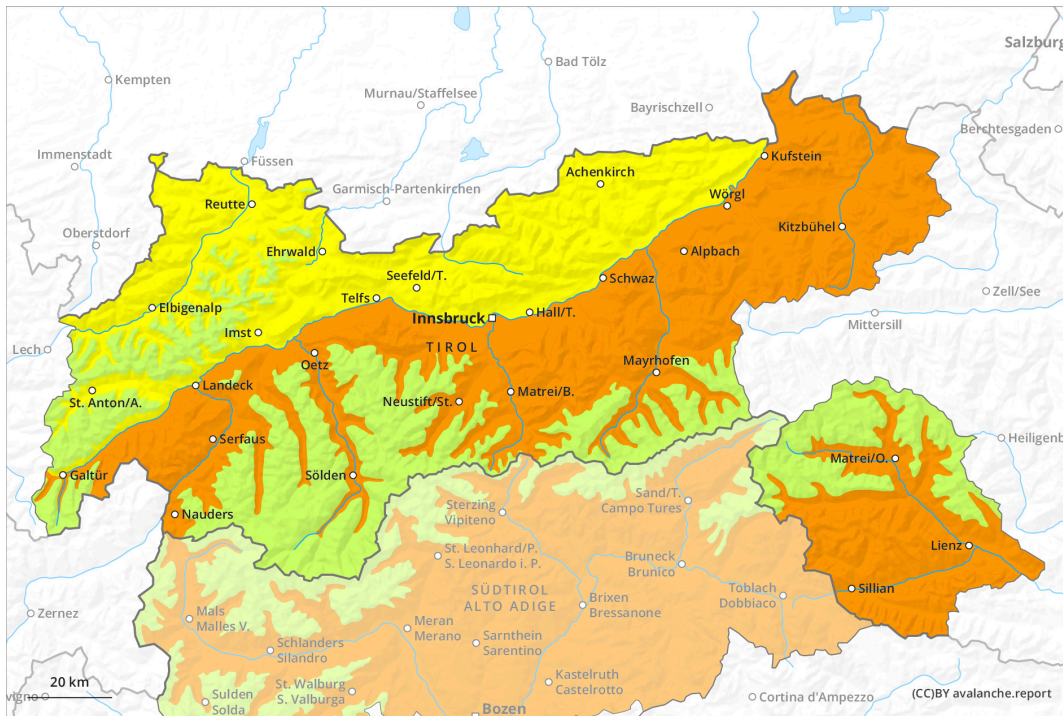 Salzburg
Kempten
Bad Tölz
Murnau/Staffelsee
Bayrischzell
Berchtesgaden
Immenstadt
Füssen
Kufstein
Achenkirch
Garmisch-Partenkirchen
Reutte
Wörgl
Oberstdorf
Kitzbühel
Ehrwald
Alpbach
Seefeld/T.
Schwaz
Zell/See
Telfs
Elbigenalp
Innsbruck
Hall/T.
Mittersill
Imst
Lech
TIROL
Oetz
Mayrhofen
Landeck
St. Anton/A.
Neustift/St.
Matrei/B.
Serfaus
Heiligenb
Matrei/O.
Galtür
Sölden
Sand/T.
Campo Tures
Sterzing
Vipiteno
Nauders
Lienz
St. Leonhard/P.
S. Leonardo i. P.
Bruneck
Brunico
Toblach
Dobbiaco
Sillian
SÜDTIROL
ALTO ADIGE
Brixen
Bressanone
Zernez
Mals
Malles V.
Meran
Merano
Sarnthein
Sarentino
Schlanders
Silandro
Kastelruth
Castelrotto
St. Walburg
S. Valburga
20 km
Sulden
Solda
Cortina d'Ampezzo
(CC)BY avalanche.report
vigno
Bozen